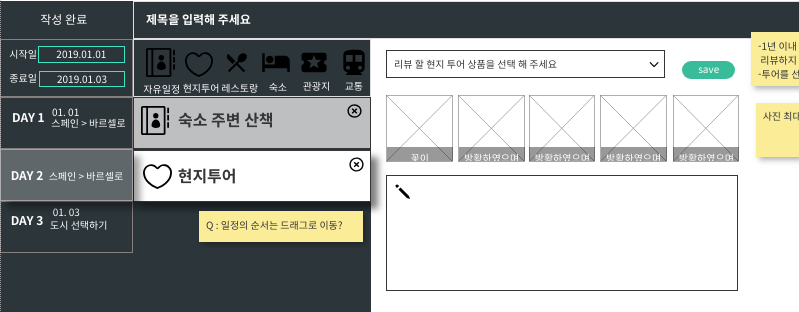 작성 완료
제목을 입력해 주세요
시작일 2019.01.01
종료일 2019.01.03
자유일정 현지투어 레스토랑 숙소 관광지 교통
DAY 1 01. 01
스페인 > 바르셀로
숙소 주변 산책
DAY 2 스페인 > 바르셀로
현지투어
DAY 3 01. 03
도시 선택하기
Q : 일정의 순서는 드래그로 이동?
리뷰 할 현지 투어 상품을 선택 해 주세요
save
꽃이 방황하였으며 방황하였으며 방황하였으며 방황하였으며
-1년 이내
리뷰하지
-투어를 선
사진 최대